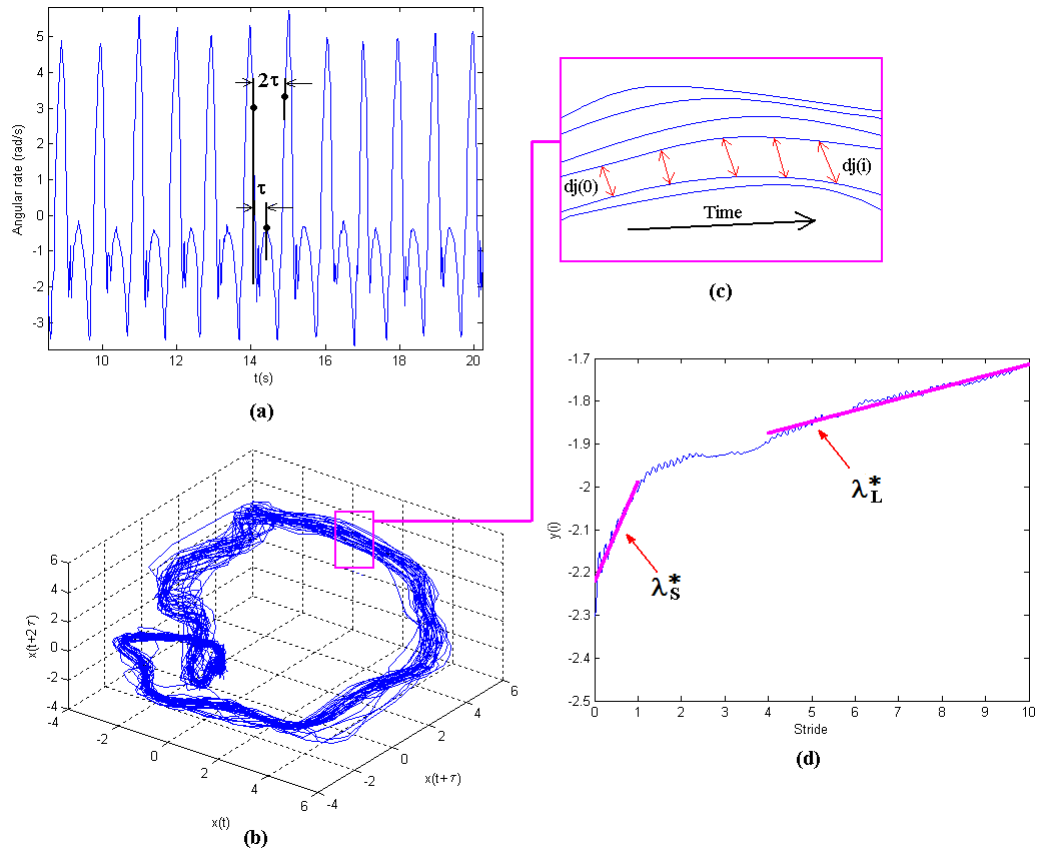 5
4
3
2
1
0
-1
-2
-3
Angular rate (rad/s)
2τ
τ
10 12 14 16 18 20
t(s)
(a)
dj(0)
dj(i)
Time
(c)
6
4
2
0
-2
-4
x(t+2τ)
-4 -2 0 2 4 6
x(t)
-4 -2 0 2 4 6
x(t+τ)
(b)
-1.7
-1.8
-1.9
-2
-2.1
-2.2
-2.3
-2.4
-2.5
y(i)
λ*L
λ*S
0 1 2 3 4 5 6 7 8 9 10
Stride
(d)